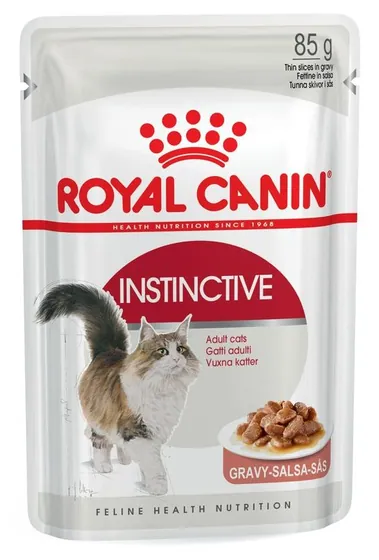 85 g
Thin slices in gravy
Fettine in salsa
Tunna skivor i sås
ROYAL CANIN®
HEALTH NUTRITION SINCE 1968
INSTINCTIVE
Adult cats
Gatti adulti
Vuxna katter
GRAVY-SALSA-SÅS
FELINE HEALTH NUTRITION